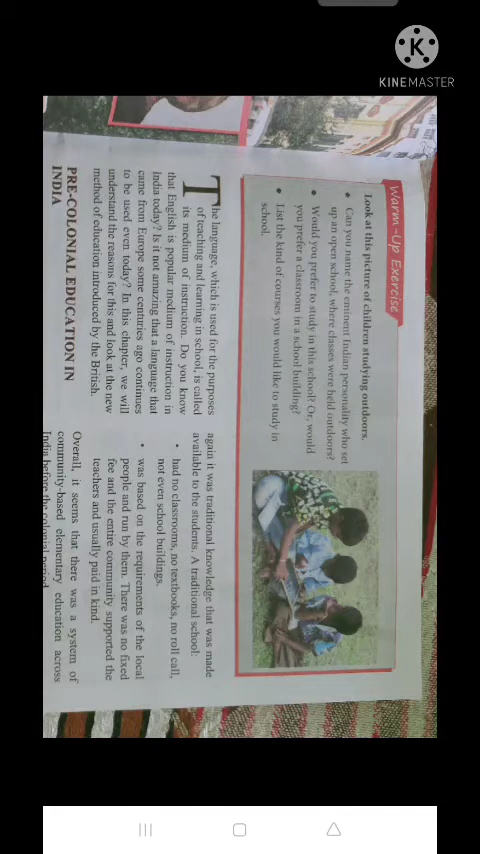 KINEMASTER
Warm-Up Exercise
Look at this picture of children studying outdoors.
• Can you name the eminent Indian personality who set
up an open school, where classes were held outdoors?
• Would you prefer to study in this school? Or, would
you prefer a classroom in a school building?
• List the kind of courses you would like to study in
school.
The language, which is used for the purposes
of teaching and learning in school, is called
its medium of instruction. Do you know
that English is popular medium of instruction in
India today? Is it not amazing that a language that
came from Europe some centuries ago continues
to be used even today? In this chapter, we will
understand the reasons for this and look at the new
method of education introduced by the British.
PRE-COLONIAL EDUCATION IN
INDIA
again it was traditional knowledge that was made
available to the students. A traditional school:
• had no classrooms, no textbooks, no roll call,
not even school buildings.
• was based on the requirements of the local
people and run by them. There was no fixed
fee and the entire community supported the
teachers and usually paid in kind.
Overall, it seems that there was a system of
community-based elementary education across
India before the colonial period